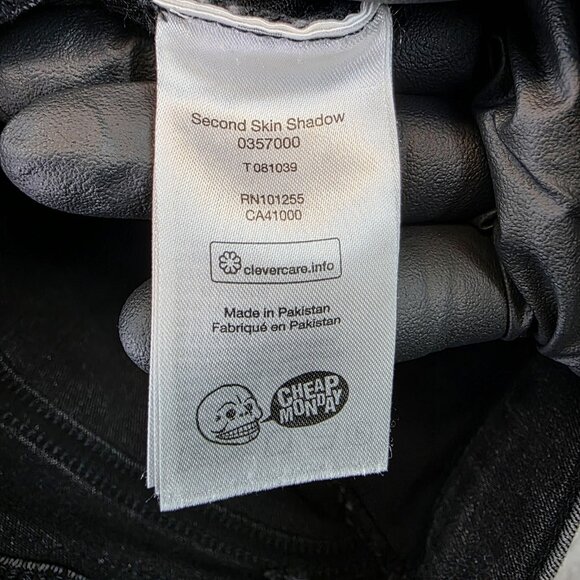 Second Skin Shadow
0357000
T 081039
RN101255
CA41000
clevercare.info
Made in Pakistan
Fabriqué en Pakistan
CHEAP
MONDAY